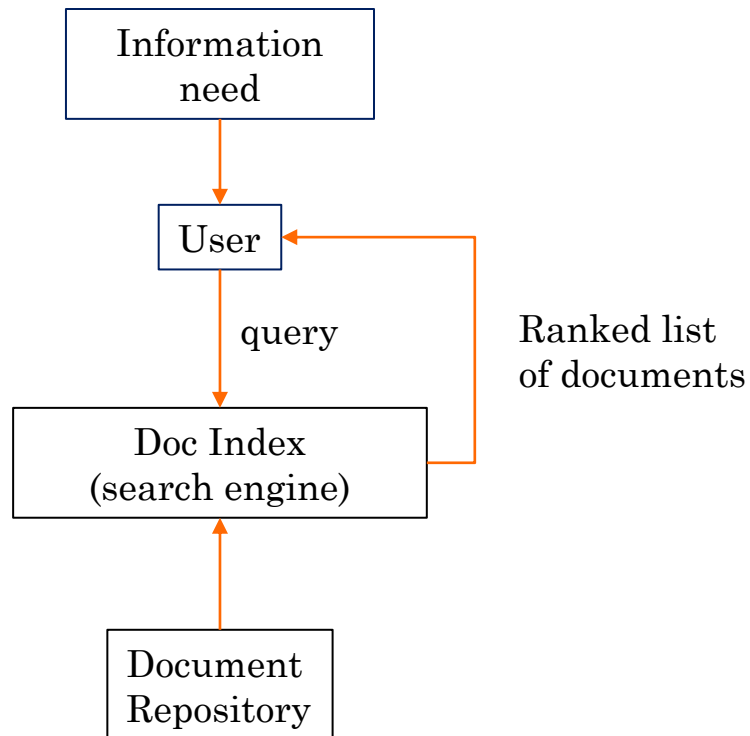 Information
need
User
query
Ranked list
of documents
Doc Index
(search engine)
Document
Repository